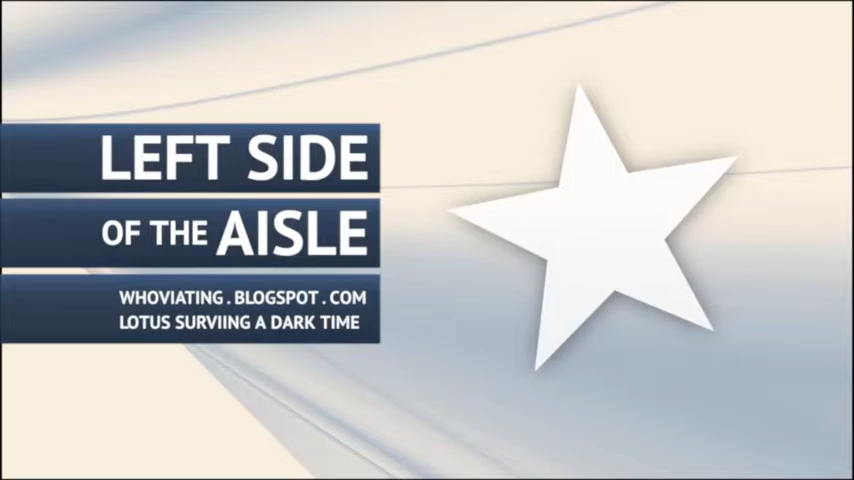 LEFT SIDE
OF THE AISLE
WHOVIATING . BLOGSPOT . COM
LOTUS SURVIING A DARK TIME